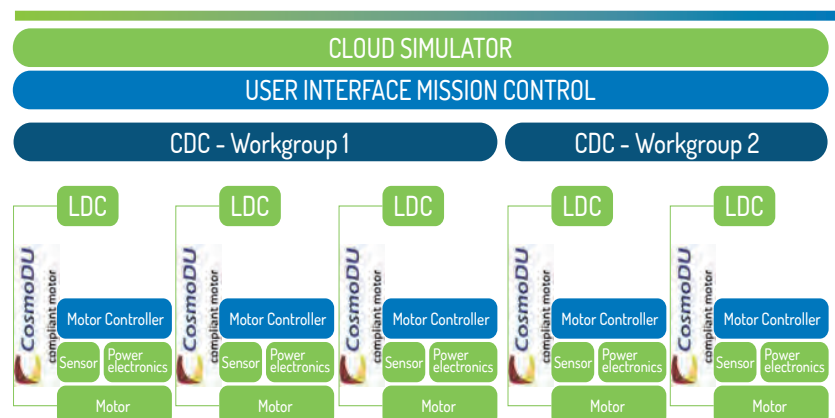 CLOUD SIMULATOR
USER INTERFACE MISSION CONTROL
CDC - Workgroup 1
CDC - Workgroup 2
LDC
LDC
LDC
LDC
LDC
CosmoDU
compliant motor
CosmoDU
compliant motor
CosmoDU
compliant motor
CosmoDU
compliant motor
CosmoDU
compliant motor
Motor Controller
Motor Controller
Motor Controller
Motor Controller
Motor Controller
Sensor
Power
electronics
Sensor
Power
electronics
Sensor
Power
electronics
Sensor
Power
electronics
Sensor
Power
electronics
Motor
Motor
Motor
Motor
Motor